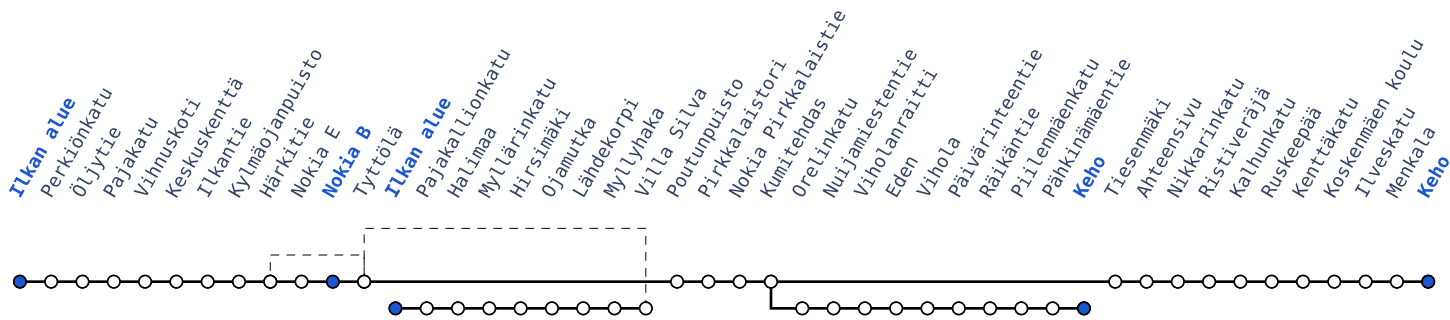 Ilkan alue
Perkiönkatu
Öljytie
Pajakatu
Vihnuskoti
Keskuskenttä
Ilkantie
Kylmäojanpuisto
Härkitie
Nokia E
Nokia B
Tyttölä
Ilkan alue
Pajakallionkatu
Halimaa
Myllärinkatu
Hirsimäki
Ojamutka
Lähdekorpi
Myllyhaka
Villa Silva
Poutunpuisto
Pirkkalaistori
Nokia Pirkkalaistie
Kumitehdas
Orelinkatu
Nuijamiestentie
Viholanraitti
Eden
Vihola
Päivärinteentie
Räikäntie
Piilenmäenkatu
Pähkinämäentie
Keho
Tiesenmäki
Ahteensivu
Nikkarinkatu
Ristiveräjä
Kalhunkatu
Ruskeepää
Kenttäkatu
Koskenmäen koulu
Ilveskatu
Menkala
Keho